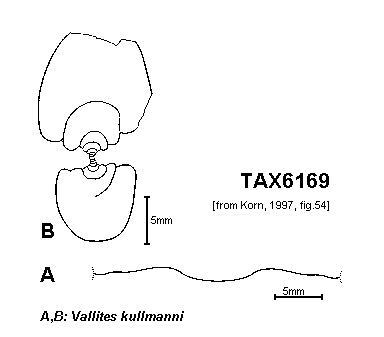 TAX6169
[from Korn, 1997, fig.54]
5mm
B
A
5mm
A,B: Vallites kullmanni